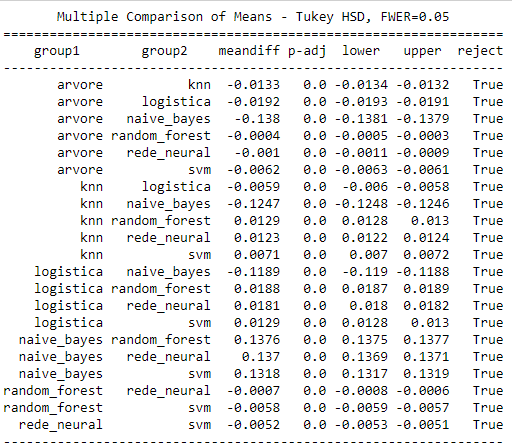 Multiple Comparison of Means - Tukey HSD, FWER=0.05
================================================================
group1 group2 meandiff p-adj lower upper reject
----------------------------------------------------------------
arvore knn -0.0133 0.0 -0.0134 -0.0132 True
arvore logistica -0.0192 0.0 -0.0193 -0.0191 True
arvore naive_bayes -0.138 0.0 -0.1381 -0.1379 True
arvore random_forest -0.0004 0.0 -0.0005 -0.0003 True
arvore rede_neural -0.001 0.0 -0.0011 -0.0009 True
arvore svm -0.0062 0.0 -0.0063 -0.0061 True
knn logistica -0.0059 0.0 -0.006 -0.0058 True
knn naive_bayes -0.1247 0.0 -0.1248 -0.1246 True
knn random_forest 0.0129 0.0 0.0128 0.013 True
knn rede_neural 0.0123 0.0 0.0122 0.0124 True
knn svm 0.0071 0.0 0.007 0.0072 True
logistica naive_bayes -0.1189 0.0 -0.119 -0.1188 True
logistica random_forest 0.0188 0.0 0.0187 0.0189 True
logistica rede_neural 0.0181 0.0 0.018 0.0182 True
logistica svm 0.0129 0.0 0.0128 0.013 True
naive_bayes random_forest 0.1376 0.0 0.1375 0.1377 True
naive_bayes rede_neural 0.137 0.0 0.1369 0.1371 True
naive_bayes svm 0.1318 0.0 0.1317 0.1319 True
random_forest rede_neural -0.0007 0.0 -0.0008 -0.0006 True
random_forest svm -0.0058 0.0 -0.0059 -0.0057 True
rede_neural svm -0.0052 0.0 -0.0053 -0.0051 True
----------------------------------------------------------------